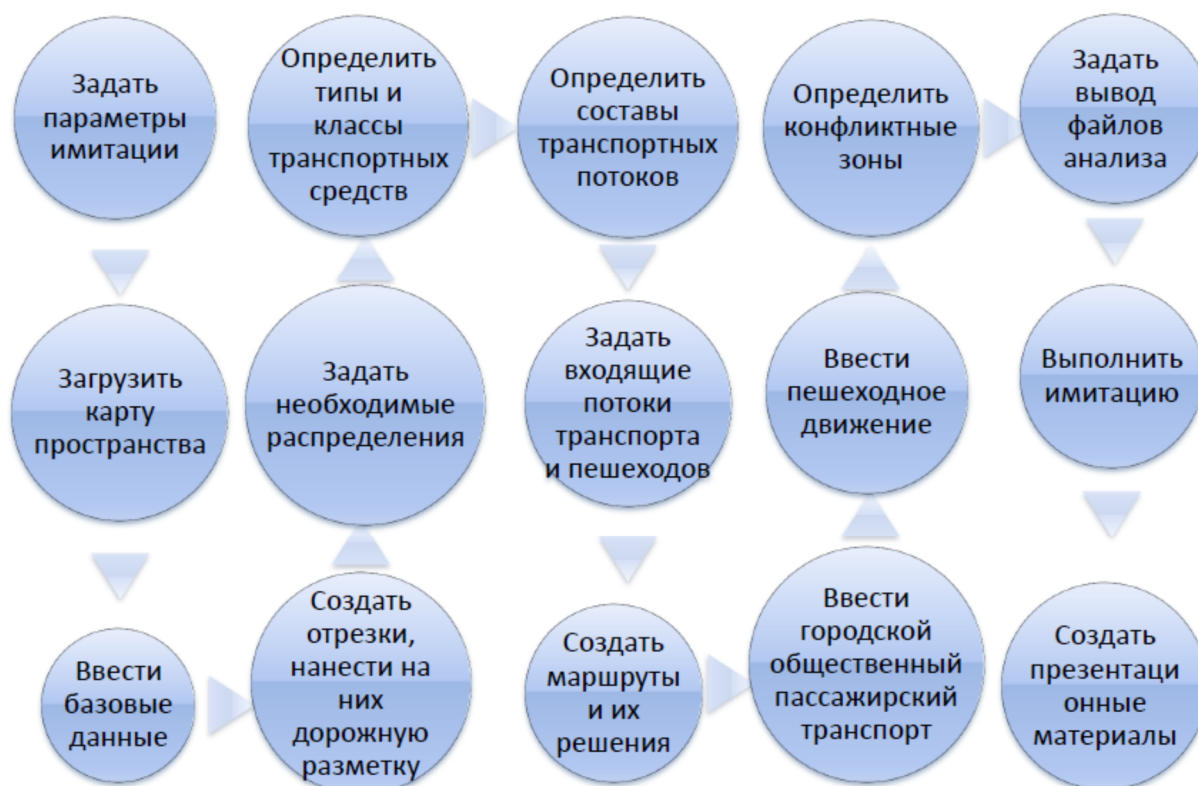 Задать
параметры
имитации
Загрузить
карту
пространства
Ввести
базовые
данные
Создать
отрезки,
нанести на
них
дорожную
разметку
Задать
необходимые
распределения
Определить
типы и
классы
транспортных
средств
Определить
составы
транспортных
потоков
Задать
входящие
потоки
транспорта
и пешеходов
Создать
маршруты
и их
решения
Ввести
городской
общественный
пассажирский
транспорт
Ввести
пешеходное
движение
Определить
конфликтные
зоны
Задать
вывод
файлов
анализа
Выполнить
имитацию
Создать
презентаци
онные
материалы